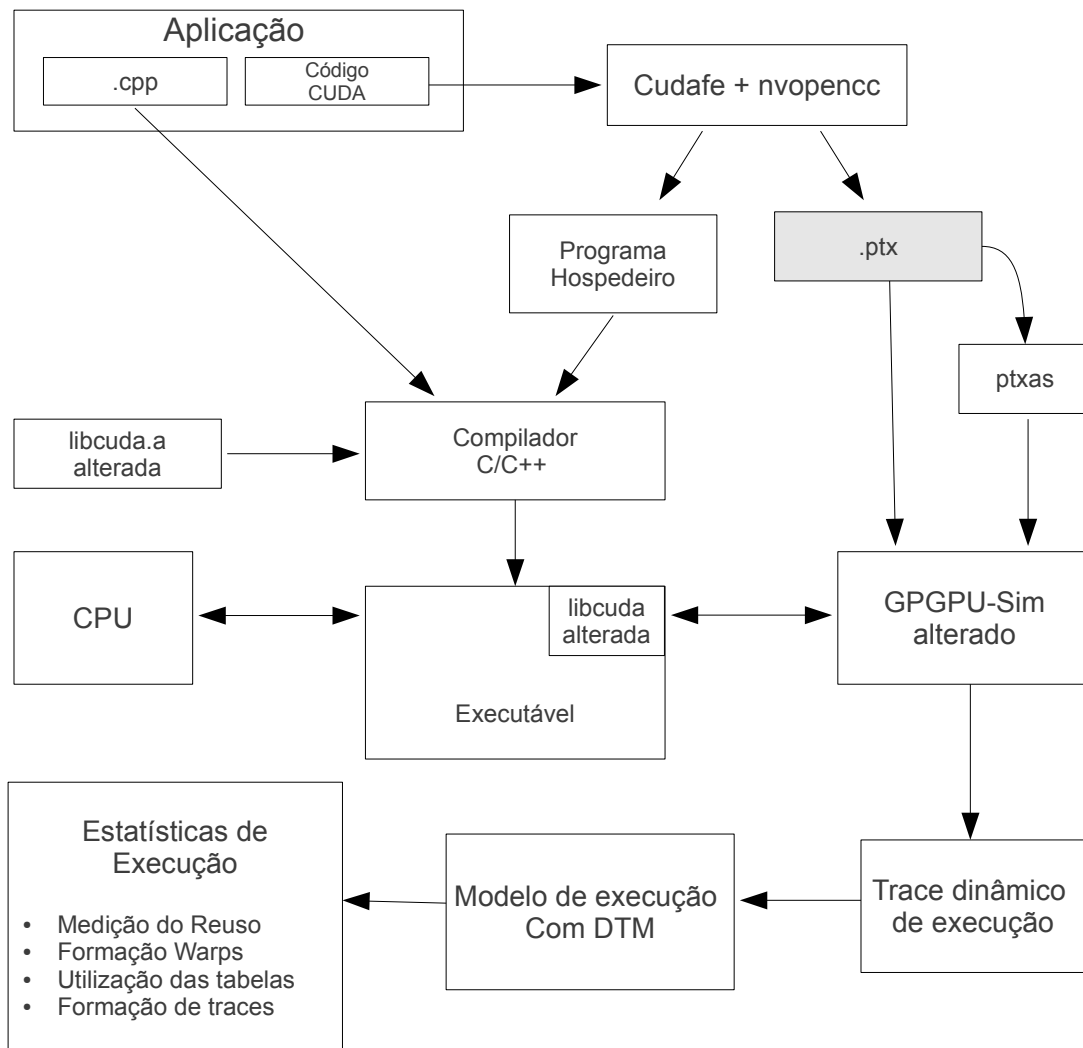 Aplicação
.cpp
Código
CUDA
Cudafe + nvopencc
Programa
Hospedeiro
.ptx
ptxas
libcuda.a
alterada
Compilador
C/C++
CPU
libcuda
alterada
Executável
GPGPU-Sim
alterado
Estatísticas de
Execução
• Medição do Reuso
• Formação Warps
• Utilização das tabelas
• Formação de traces
Modelo de execução
Com DTM
Trace dinâmico
de execução